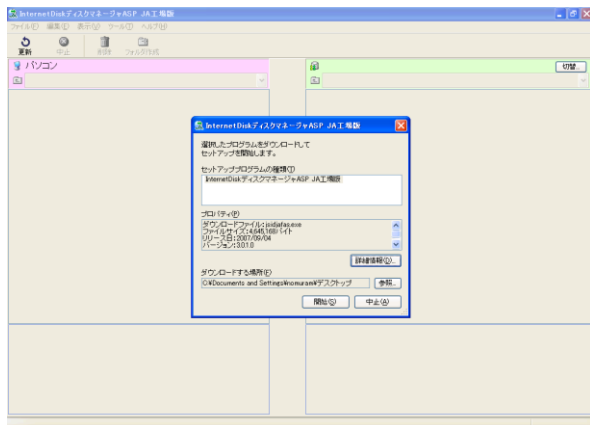 InternetDiskディスクマネージャASP JA工場版
ファイル(F) 編集(E) 表示(V) ツール(T) ヘルプ(H)
更新 中止 削除 フォルダ作成
パソコン
切替...
InternetDiskディスクマネージャASP JA工場版
選択したプログラムをダウンロードして
セットアップを開始します。
セットアッププログラムの種類(T)
InternetDiskディスクマネージャASP JA工場版
プロパティ(P)
ダウンロードファイル:jsidjafas.exe
ファイルサイズ:4,646,168バイト
リリース日:2007/09/04
バージョン:3.0.1.0
詳細情報(D)...
ダウンロードする場所(F)
C:¥Documents and Settings¥nomuram¥デスクトップ
参照...
開始(S) 中止(A)